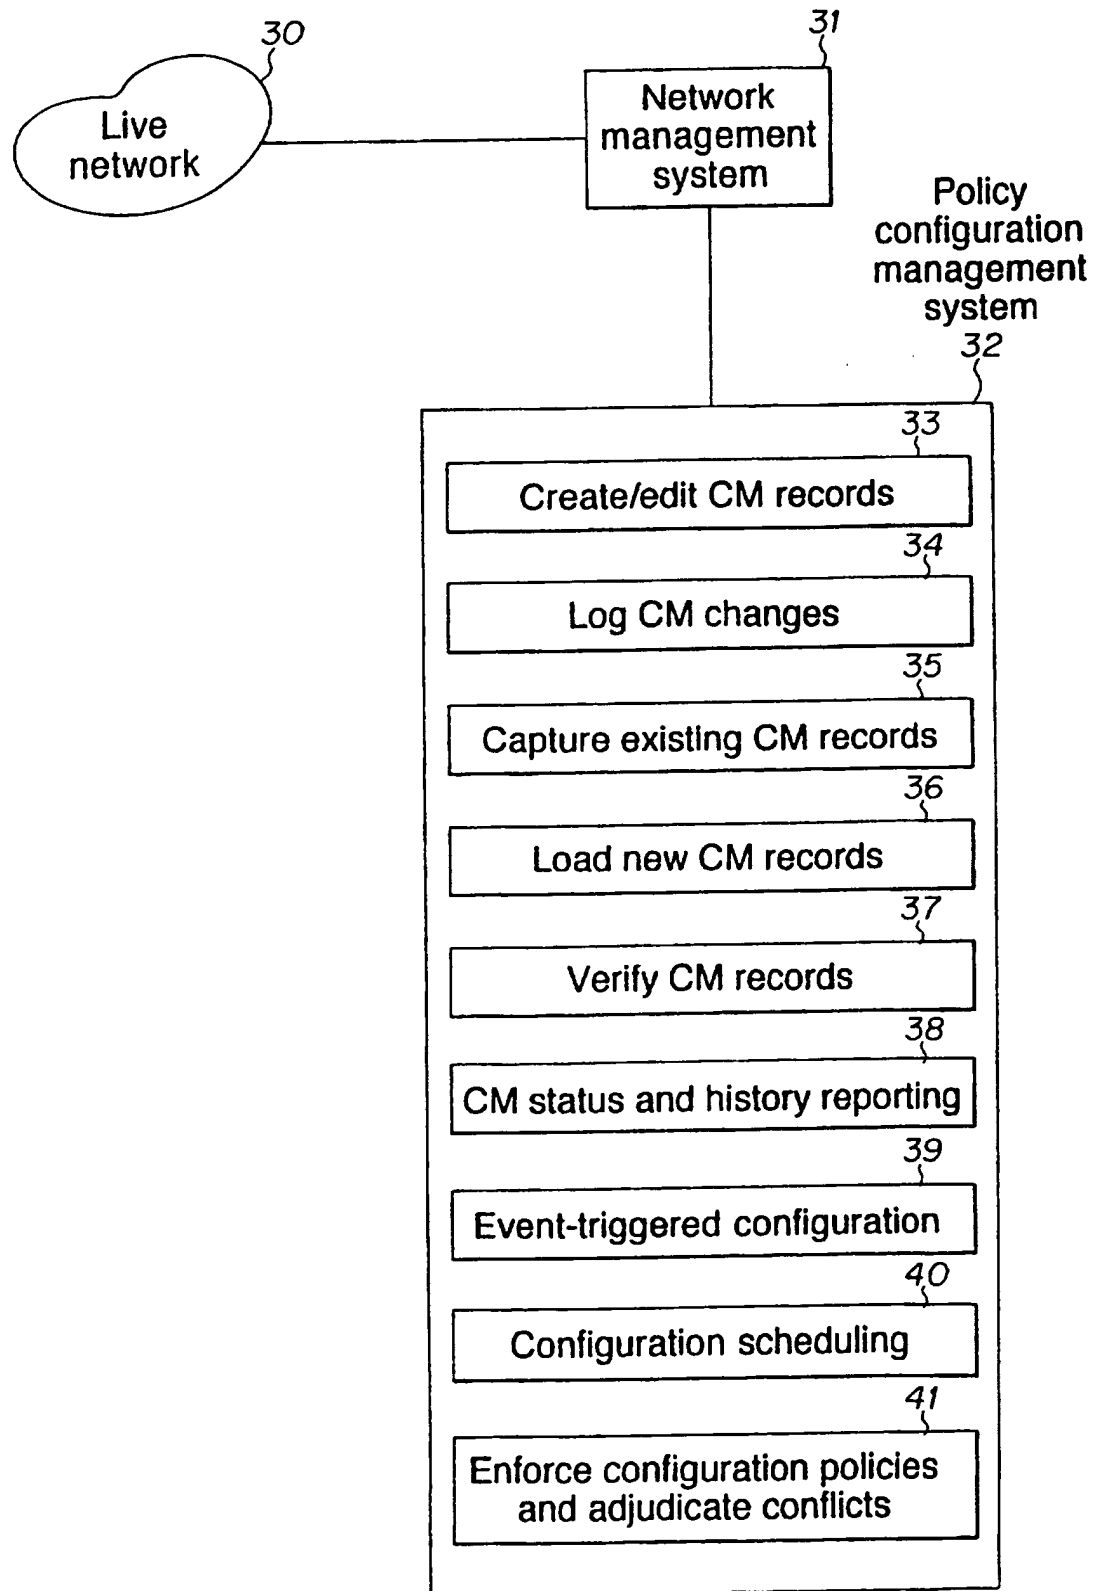 30
Live
network
31
Network
management
system
Policy
configuration
management
system
32
33
Create/edit CM records
34
Log CM changes
35
Capture existing CM records
36
Load new CM records
37
Verify CM records
38
CM status and history reporting
39
Event-triggered configuration
40
Configuration scheduling
41
Enforce configuration policies
and adjudicate conflicts